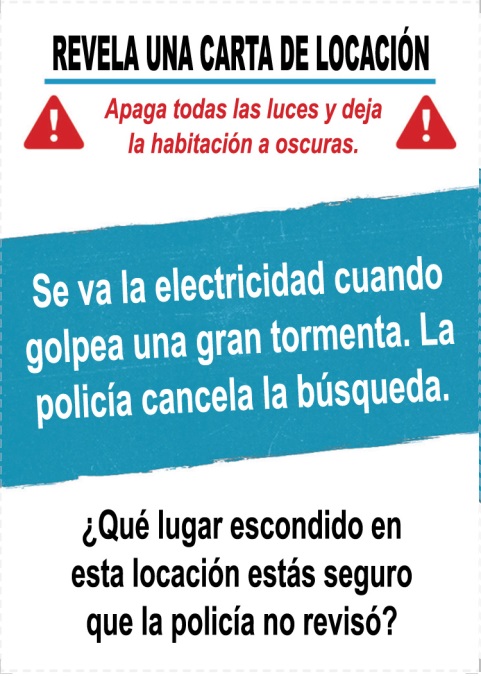 REVELA UNA CARTA DE LOCACIÓN
Apaga todas las luces y deja
la habitación a oscuras.
Se va la electricidad cuando
golpea una gran tormenta. La
policía cancela la búsqueda.
¿Qué lugar escondido en
esta locación estás seguro
que la policía no revisó?